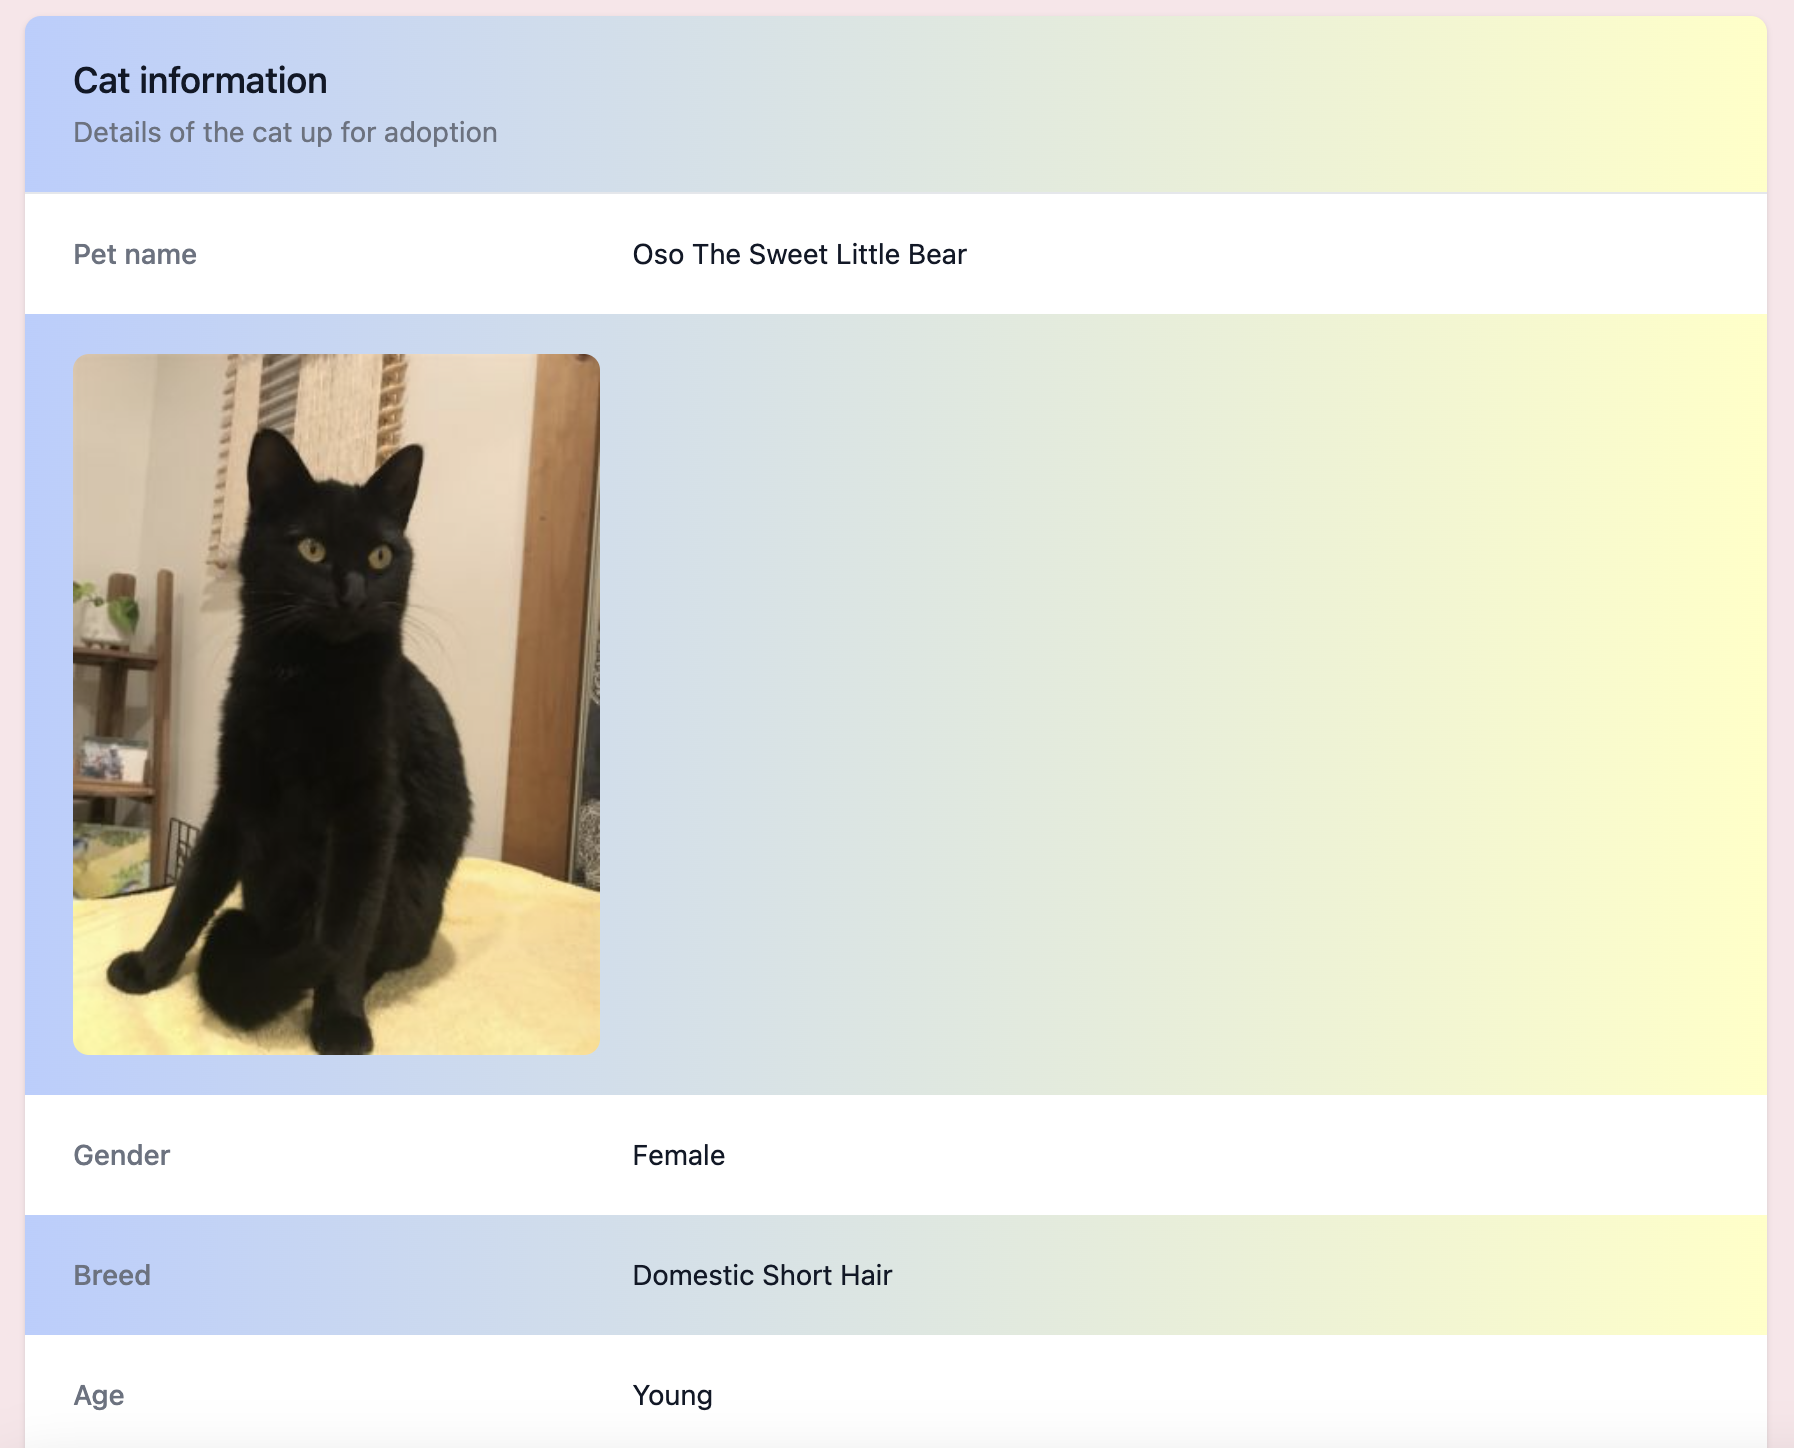 Cat information
Details of the cat up for adoption
Pet name
Oso The Sweet Little Bear
Gender
Female
Breed
Domestic Short Hair
Age
Young